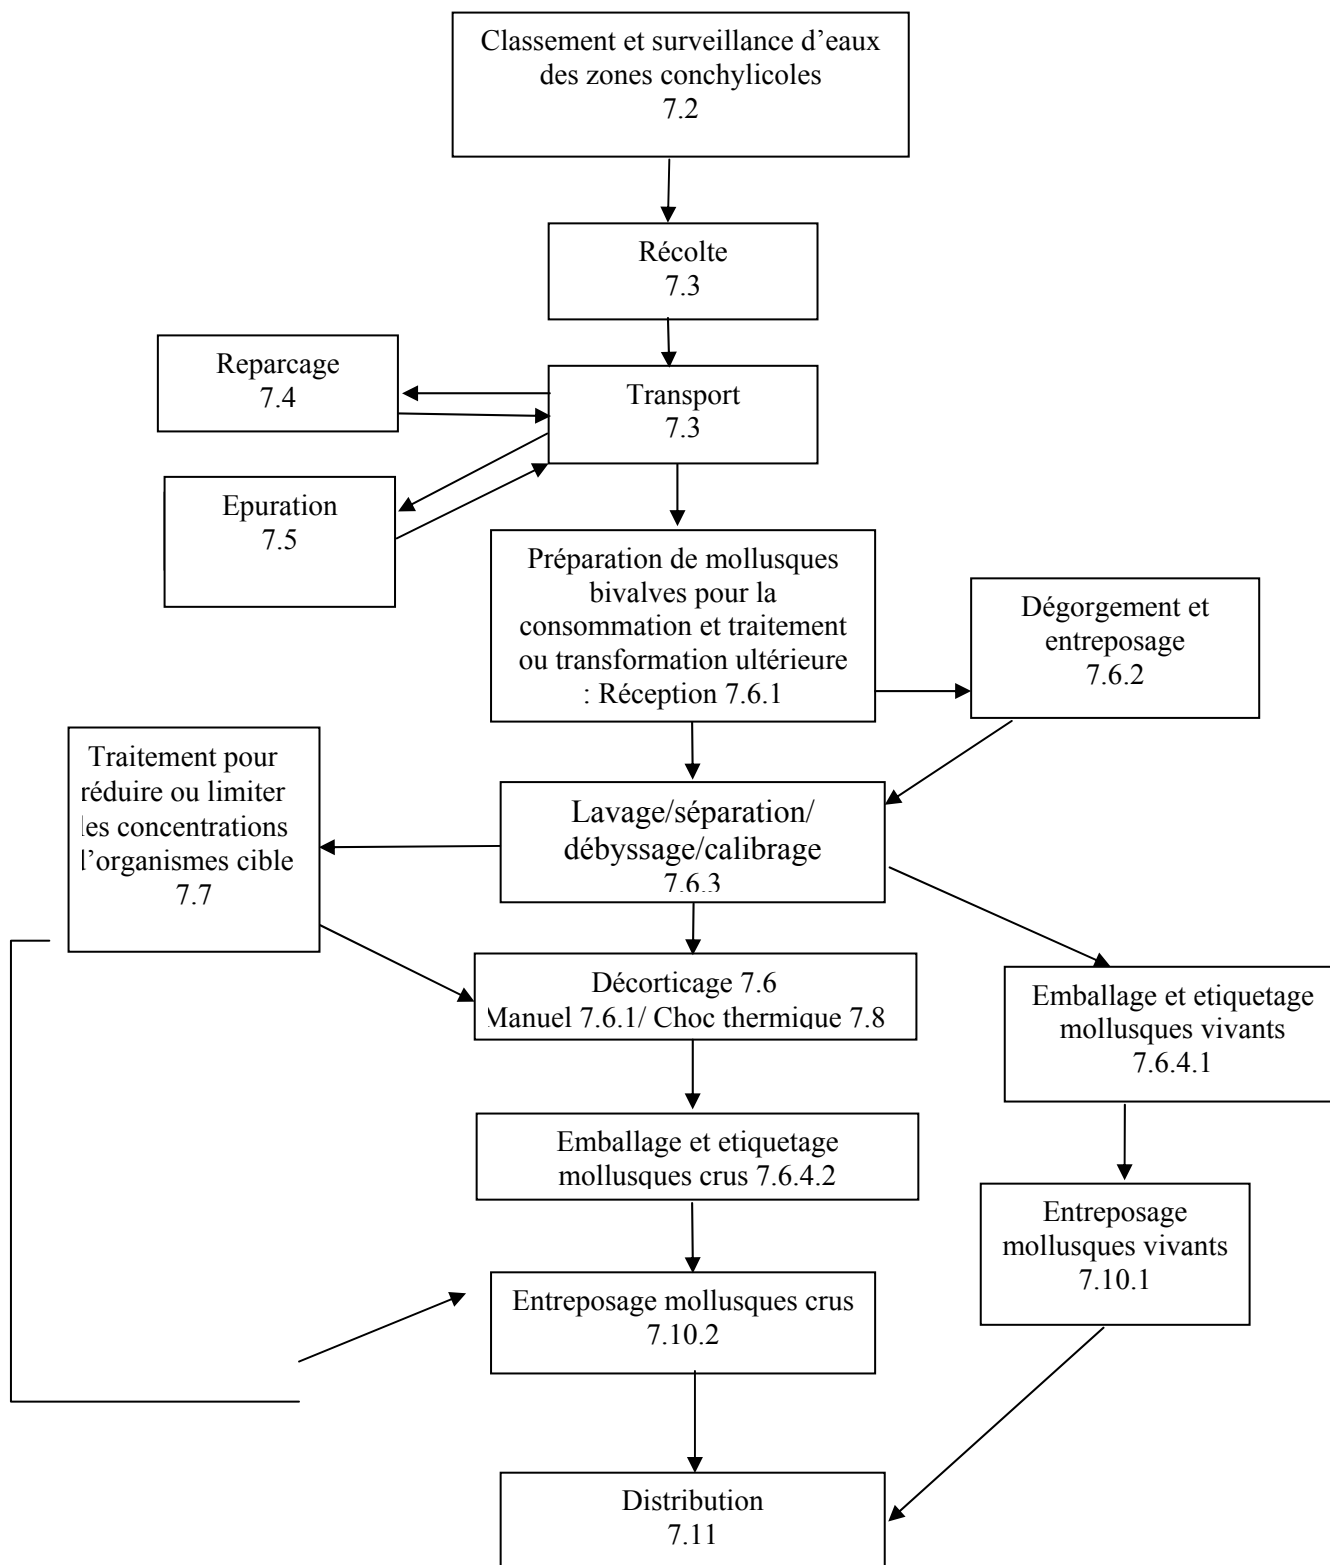 Classement et surveillance d’eaux
des zones conchylicoles
7.2
Récolte
7.3
Reparcage
7.4
Transport
7.3
Epuration
7.5
Préparation de mollusques
bivalves pour la
consommation et traitement
ou transformation ultérieure
: Réception 7.6.1
Dégorgement et
entreposage
7.6.2
Traitement pour
réduire ou limiter
les concentrations
d’organismes cible
7.7
Lavage/séparation/
débyssage/calibrage
7.6.3
Décorticage 7.6
Manuel 7.6.1/ Choc thermique 7.8
Emballage et etiquetage
mollusques vivants
7.6.4.1
Emballage et etiquetage
mollusques crus 7.6.4.2
Entreposage
mollusques vivants
7.10.1
Entreposage mollusques crus
7.10.2
Distribution
7.11